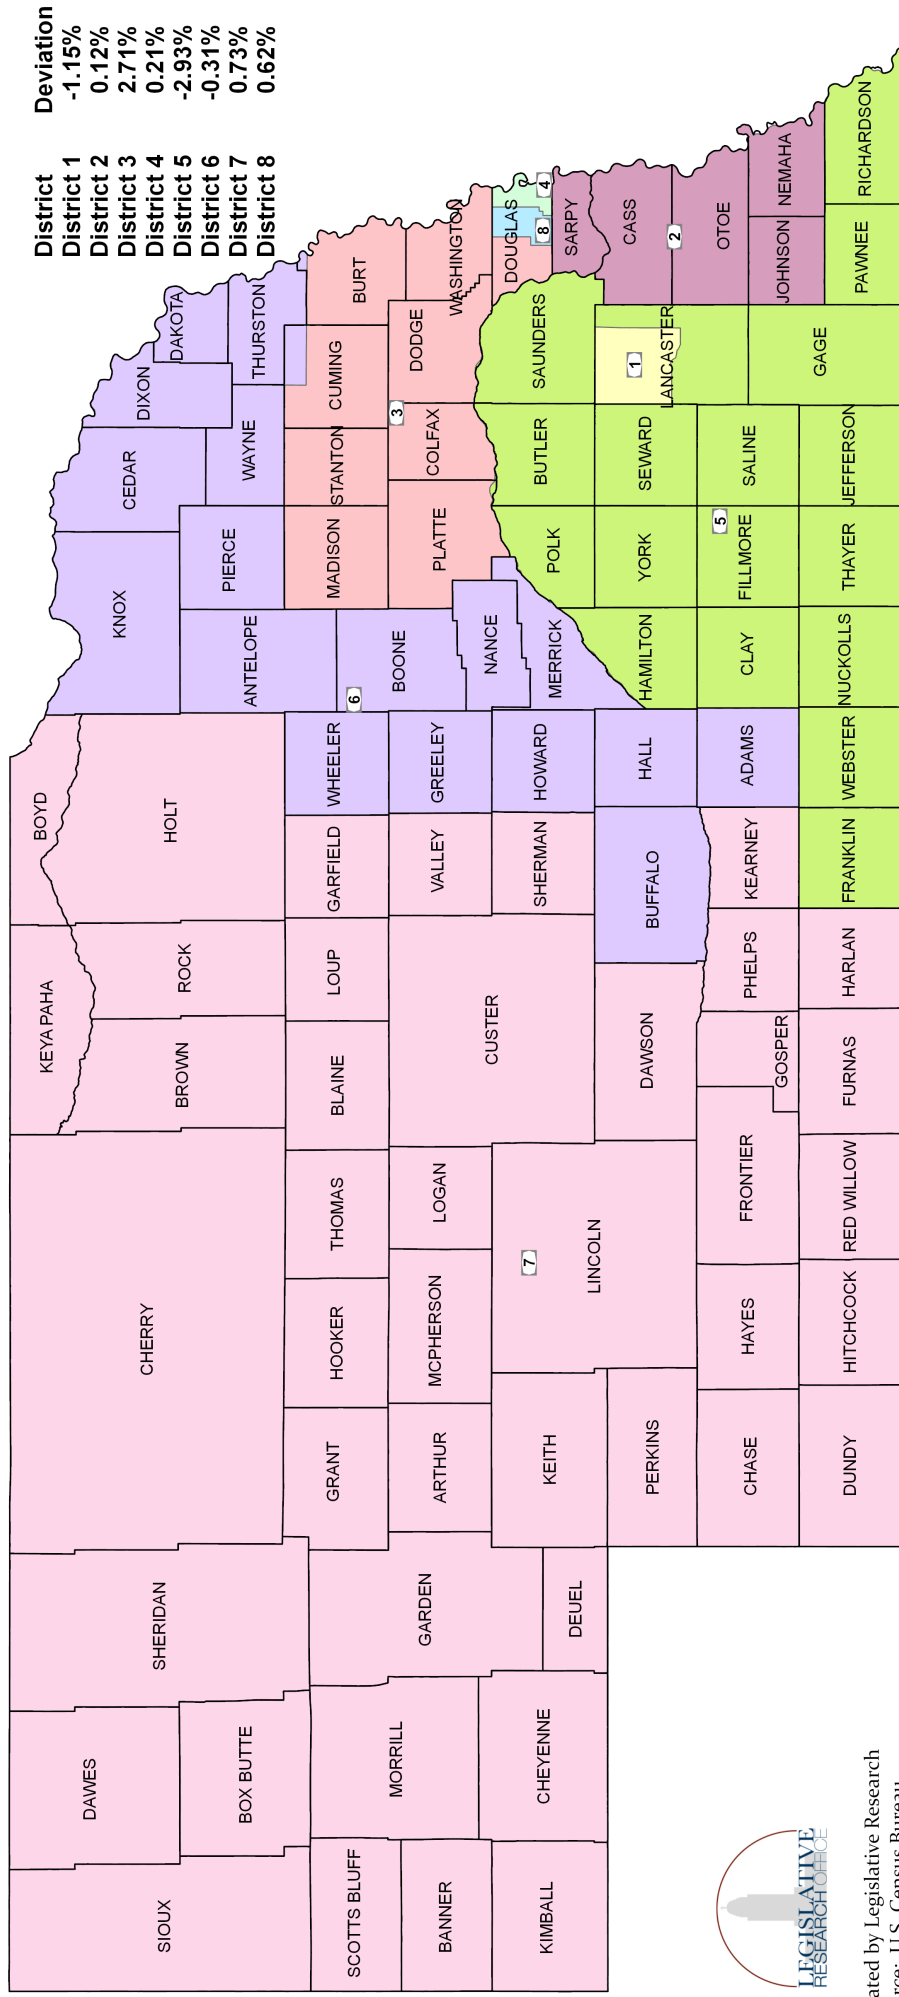 District Deviation
District 1 -1.15%
District 2 0.12%
District 3 2.71%
District 4 0.21%
District 5 -2.93%
District 6 -0.31%
District 7 0.73%
District 8 0.62%
SIOUX
DAWES
BOX BUTTE
SHERIDAN
CHERRY
KEYA PAHA
BOYD
BROWN
ROCK
HOLT
KNOX
CEDAR
DIXON
DAKOTA
ANTELOPE
PIERCE
WAYNE
THURSTON
SCOTTS BLUFF
BANNER
KIMBALL
MORRILL
CHEYENNE
GARDEN
DEUEL
GRANT
HOOKER
THOMAS
BLAINE
LOUP
GARFIELD
WHEELER
6
MADISON
STANTON
CUMING
BURT
ARTHUR
MCPHERSON
LOGAN
CUSTER
VALLEY
GREELEY
BOONE
PLATTE
COLFAX
3
DODGE
WASHINGTON
KEITH
7
LINCOLN
SHERMAN
HOWARD
NANCE
MERRICK
POLK
BUTLER
SAUNDERS
DOUGLAS
8
4
SARPY
PERKINS
DAWSON
BUFFALO
HALL
HAMILTON
YORK
SEWARD
1
LANCASTER
CASS
2
OTOE
CHASE
HAYES
FRONTIER
GOSPER
PHELPS
KEARNEY
ADAMS
CLAY
5
FILLMORE
SALINE
GAGE
JOHNSON
NEMAHA
DUNDY
HITCHCOCK
RED WILLOW
FURNAS
HARLAN
FRANKLIN
WEBSTER
NUCKOLLS
THAYER
JEFFERSON
PAWNEE
RICHARDSON
LEGISLATIVE
RESEARCH OFFICE
ated by Legislative Research
rce: U.S. Census Bureau